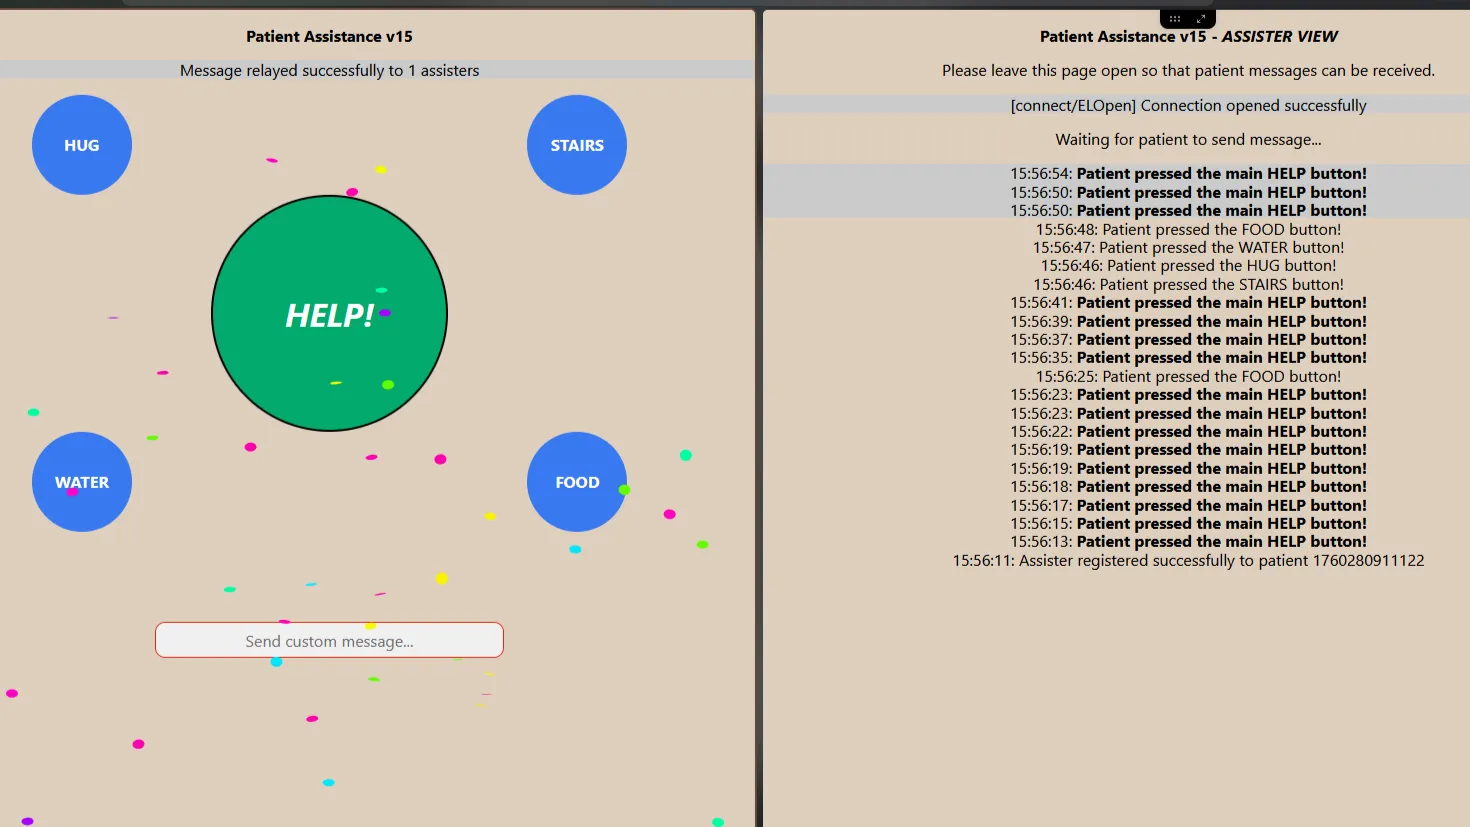 Patient Assistance v15
Message relayed successfully to 1 assisters
HUG
STAIRS
HELP!
WATER
FOOD
Send custom message...
Patient Assistance v15 - ASSISTER VIEW
Please leave this page open so that patient messages can be received.
[connect/ELOpen] Connection opened successfully
Waiting for patient to send message...
15:56:54: Patient pressed the main HELP button!
15:56:50: Patient pressed the main HELP button!
15:56:50: Patient pressed the main HELP button!
15:56:48: Patient pressed the FOOD button!
15:56:47: Patient pressed the WATER button!
15:56:46: Patient pressed the HUG button!
15:56:46: Patient pressed the STAIRS button!
15:56:41: Patient pressed the main HELP button!
15:56:39: Patient pressed the main HELP button!
15:56:37: Patient pressed the main HELP button!
15:56:35: Patient pressed the main HELP button!
15:56:25: Patient pressed the FOOD button!
15:56:23: Patient pressed the main HELP button!
15:56:23: Patient pressed the main HELP button!
15:56:22: Patient pressed the main HELP button!
15:56:19: Patient pressed the main HELP button!
15:56:19: Patient pressed the main HELP button!
15:56:18: Patient pressed the main HELP button!
15:56:17: Patient pressed the main HELP button!
15:56:15: Patient pressed the main HELP button!
15:56:13: Patient pressed the main HELP button!
15:56:11: Assister registered successfully to patient 1760280911122